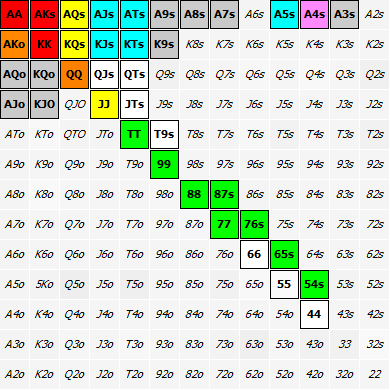 AA AKs AQs AJs ATs A9s A8s A7s A6s A5s A4s A3s A2s
AKo KK KQs KJs KTs K9s K8s K7s K6s K5s K4s K3s K2s
AQo KQo QQ QJs QTs Q9s Q8s Q7s Q6s Q5s Q4s Q3s Q2s
AJo KJO QJO JJ JTs J9s J8s J7s J6s J5s J4s J3s J2s
ATo KTo QTO JTo TT T9s T8s T7s T6s T5s T4s T3s T2s
A9o K9o Q9o J9o T9o 99 98s 97s 96s 95s 94s 93s 92s
A8o K8o Q8o J8o T8o 98o 88 87s 86s 85s 84s 83s 82s
A7o K7o Q7o J7o T7o 97o 87o 77 76s 75s 74s 73s 72s
A6o K6o Q6o J6o T6o 96o 86o 76o 66 65s 64s 63s 62s
A5o 5Ko Q5o J5o T5o 95o 85o 75o 65o 55 54s 53s 52s
A4o K4o Q4o J4o T4o 94o 84o 74o 64o 54o 44 43s 42s
A3o K3o Q3o J3o T3o 93o 83o 73o 63o 53o 43o 33 32s
A2o K2o Q2o J2o T2o 92o 82o 72o 62o 52o 42o 32o 22